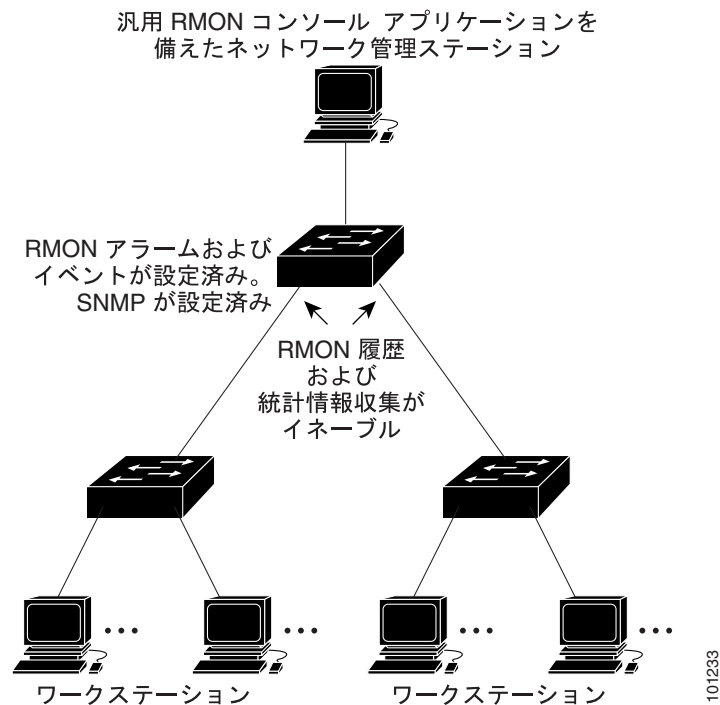 汎用 RMON コンソール アプリケーションを
備えたネットワーク管理ステーション
RMON アラームおよび
イベントが設定済み。
SNMP が設定済み
RMON 履歴
および
統計情報収集が
イネーブル
ワークステーション
ワークステーション
101233